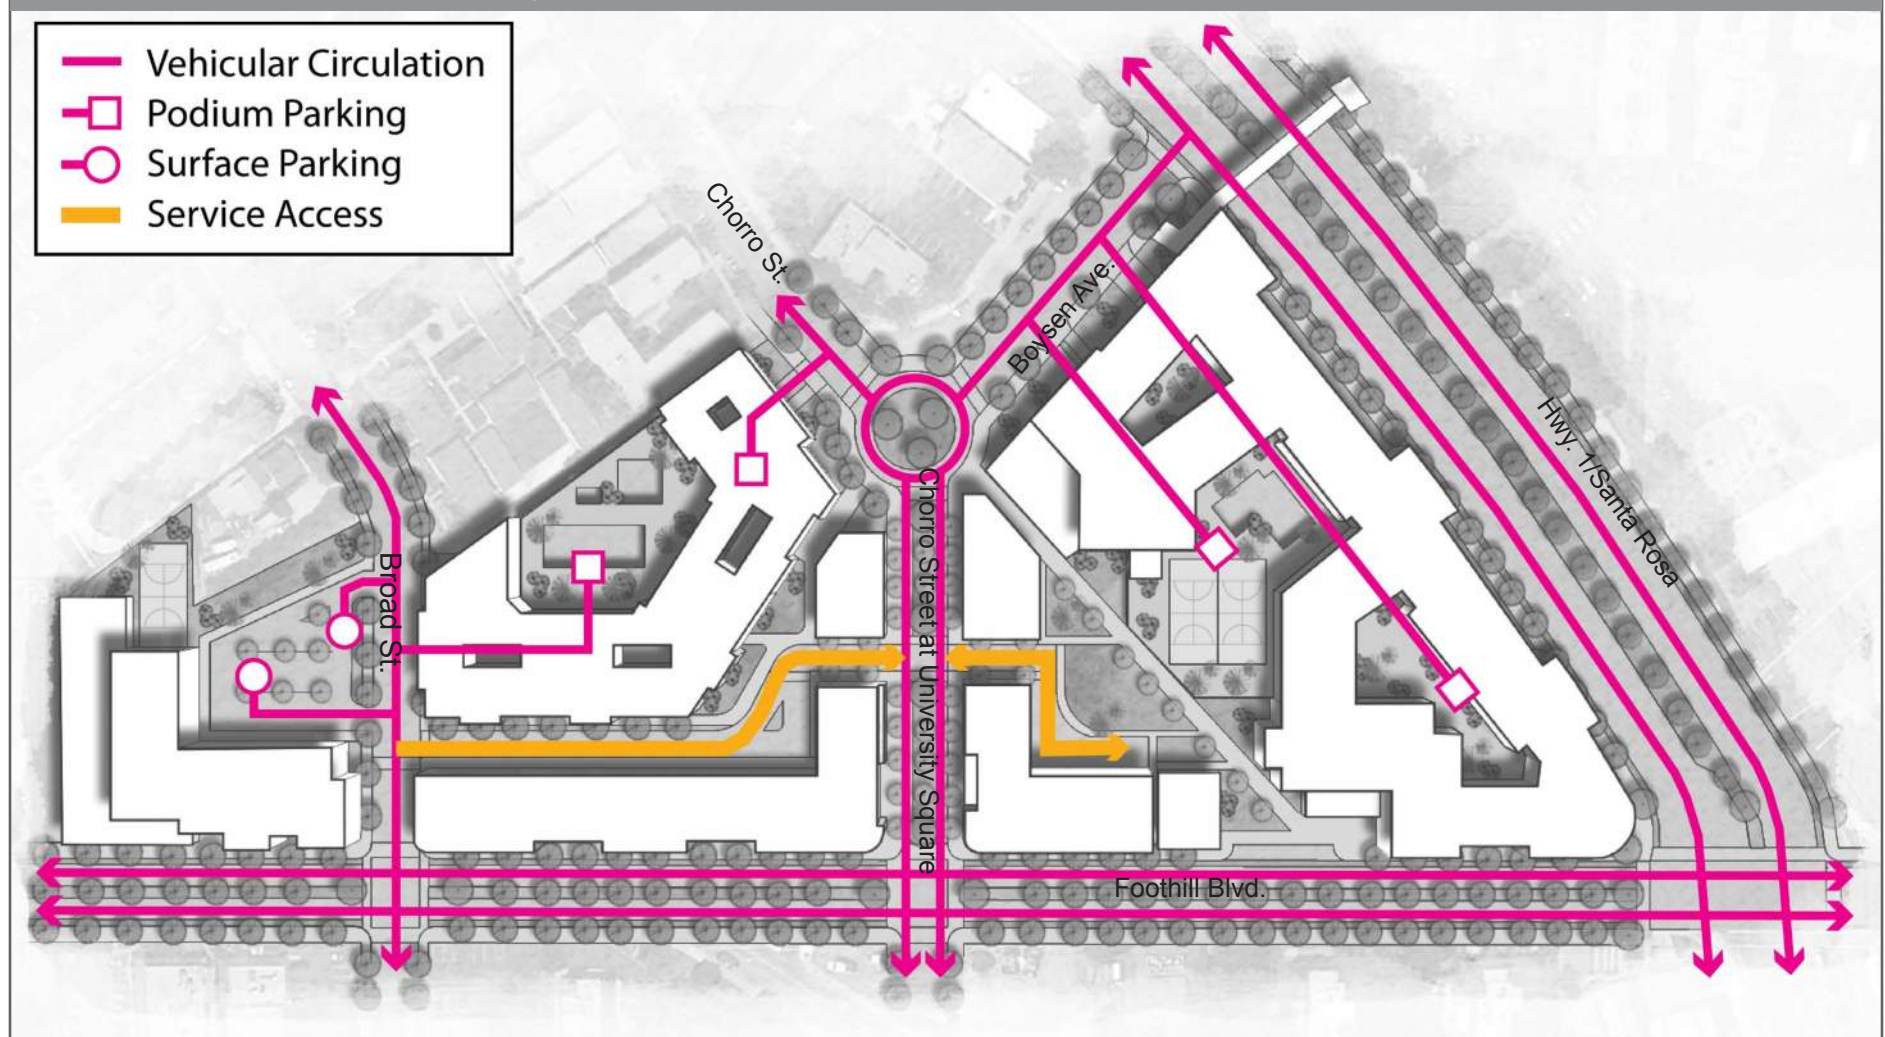 Vehicular Circulation
Podium Parking
Surface Parking
Service Access
Chorro St.
Boysen Ave.
Hwy. 1/Santa Rosa
Broad St.
Chorro Street at University Square
Foothill Blvd.